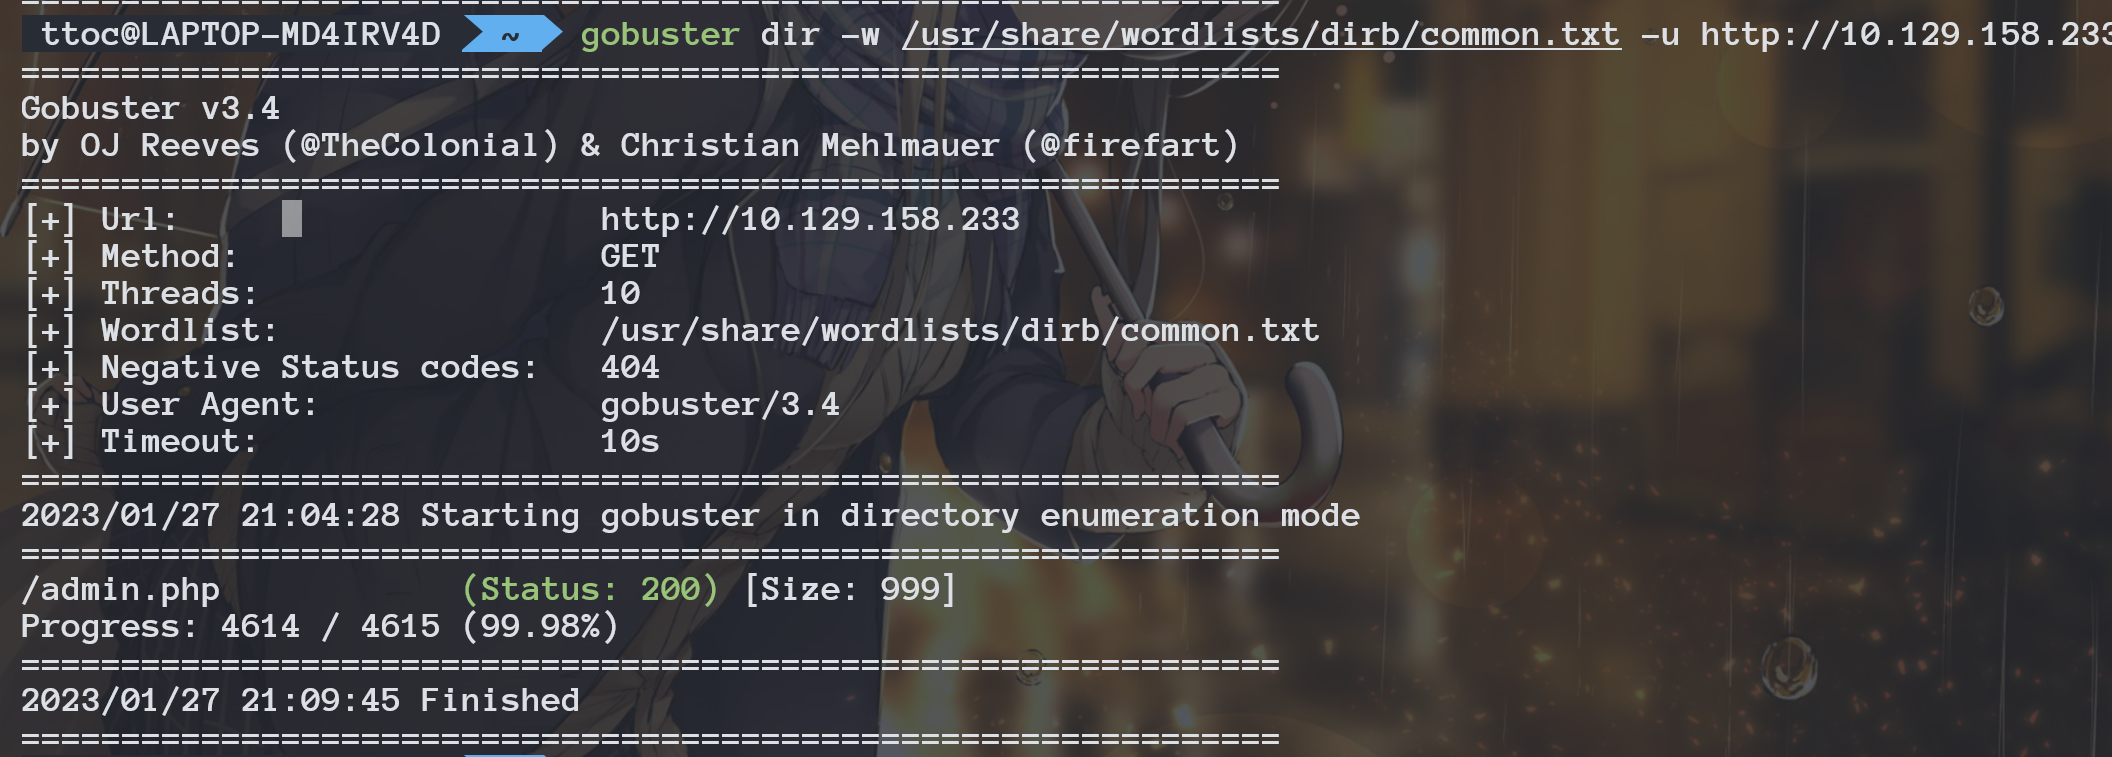 ===============================================================
ttoc@LAPTOP-MD4IRV4D ~ gobuster dir -w /usr/share/wordlists/dirb/common.txt -u http://10.129.158.233
===============================================================
Gobuster v3.4
by OJ Reeves (@TheColonial) & Christian Mehlmauer (@firefart)
===============================================================
[+] Url:                     http://10.129.158.233
[+] Method:                  GET
[+] Threads:                 10
[+] Wordlist:                /usr/share/wordlists/dirb/common.txt
[+] Negative Status codes:   404
[+] User Agent:              gobuster/3.4
[+] Timeout:                 10s
===============================================================
2023/01/27 21:04:28 Starting gobuster in directory enumeration mode
===============================================================
/admin.php            (Status: 200) [Size: 999]
Progress: 4614 / 4615 (99.98%)
===============================================================
2023/01/27 21:09:45 Finished
===============================================================